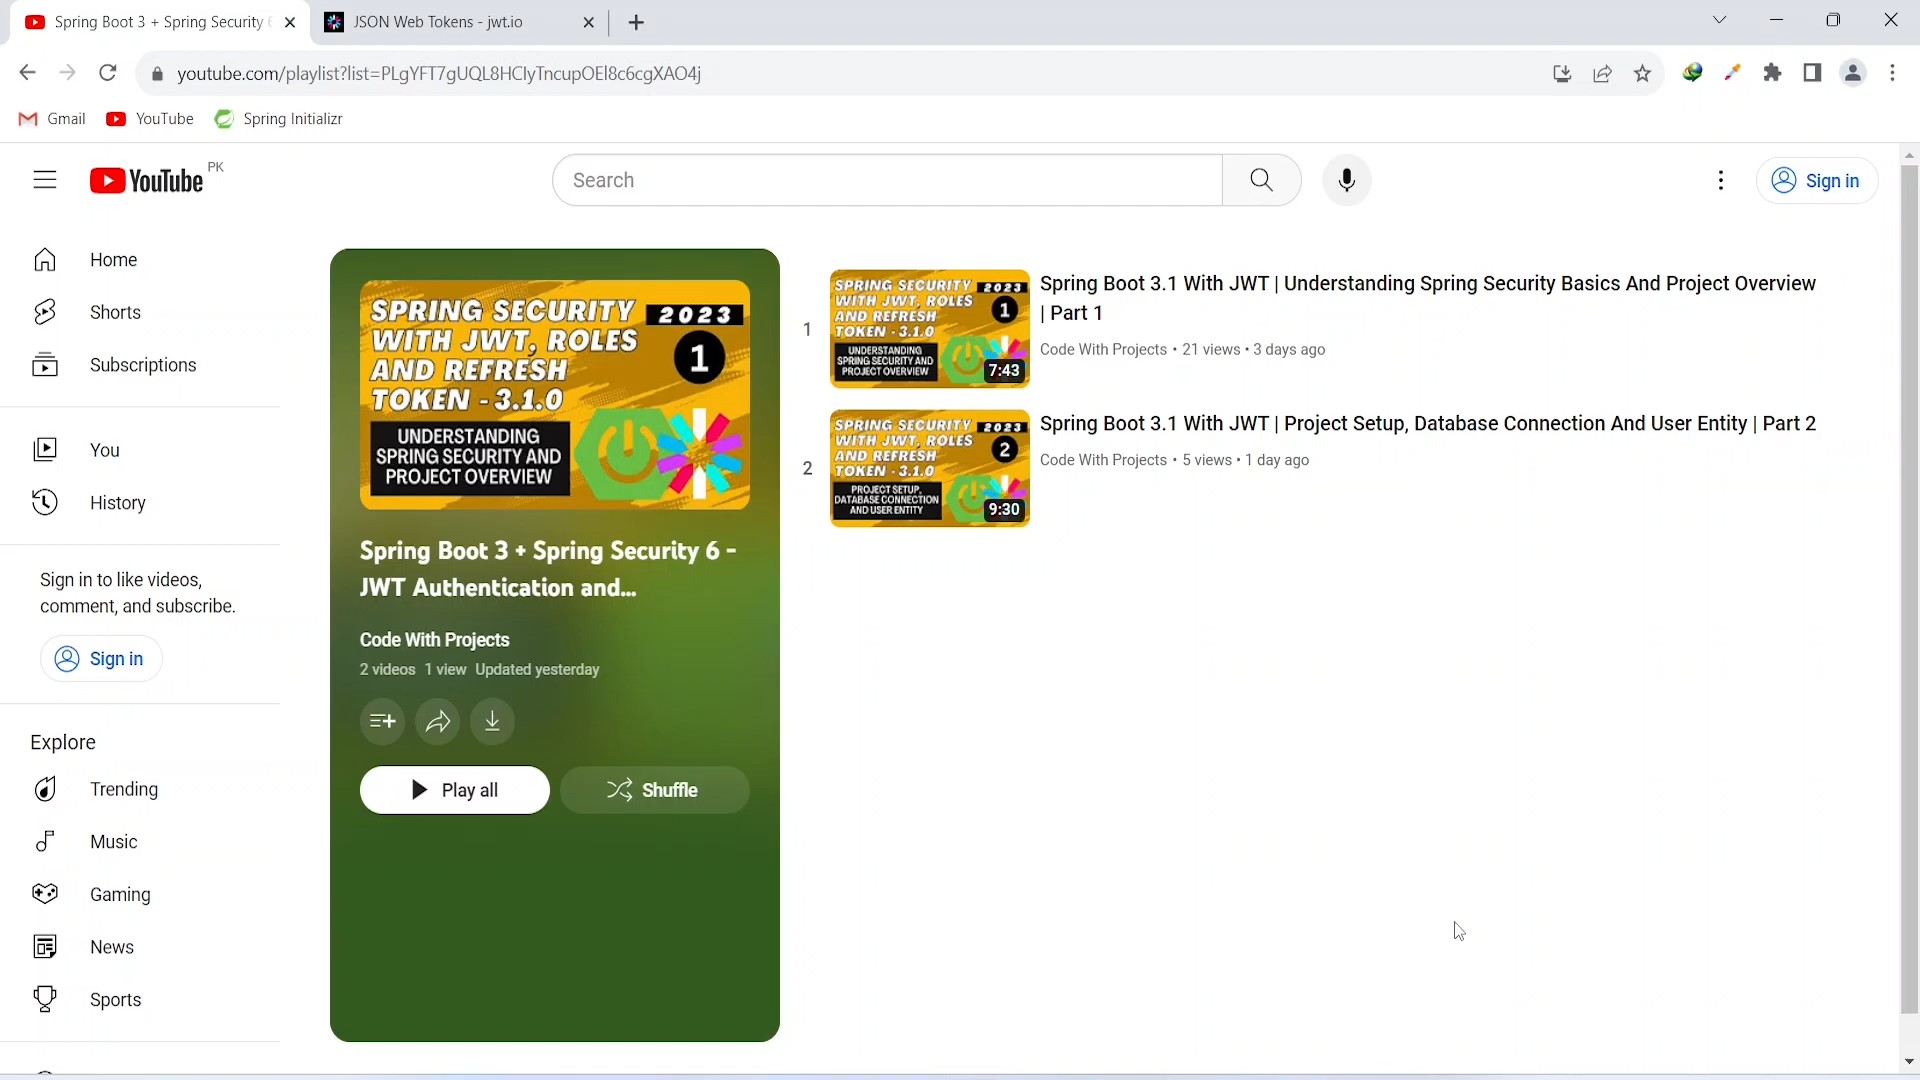 Spring Boot 3 + Spring Security 6
JSON Web Tokens - jwt.io
youtube.com/playlist?list=PLgYFT7gUQL8HClyTncupOEl8c6cgXAO4j
Gmail
YouTube
Spring Initializr
YouTube PK
Search
Sign in
Home
Shorts
Subscriptions
You
History
Sign in to like videos,
comment, and subscribe.
Sign in
Explore
Trending
Music
Gaming
News
Sports
SPRING SECURITY 2023
WITH JWT, ROLES 1
AND REFRESH
TOKEN - 3.1.0
UNDERSTANDING
SPRING SECURITY AND
PROJECT OVERVIEW
Spring Boot 3 + Spring Security 6 -
JWT Authentication and...
Code With Projects
2 videos 1 view Updated yesterday
Play all
Shuffle
1
SPRING SECURITY 2023
WITH JWT, ROLES 1
AND REFRESH
TOKEN - 3.1.0
UNDERSTANDING
SPRING SECURITY AND
PROJECT OVERVIEW
7:43
Spring Boot 3.1 With JWT | Understanding Spring Security Basics And Project Overview
| Part 1
Code With Projects • 21 views • 3 days ago
2
SPRING SECURITY 2023
WITH JWT, ROLES 2
AND REFRESH
TOKEN - 3.1.0
PROJECT SETUP,
DATABASE CONNECTION
AND USER ENTITY
9:30
Spring Boot 3.1 With JWT | Project Setup, Database Connection And User Entity | Part 2
Code With Projects • 5 views • 1 day ago